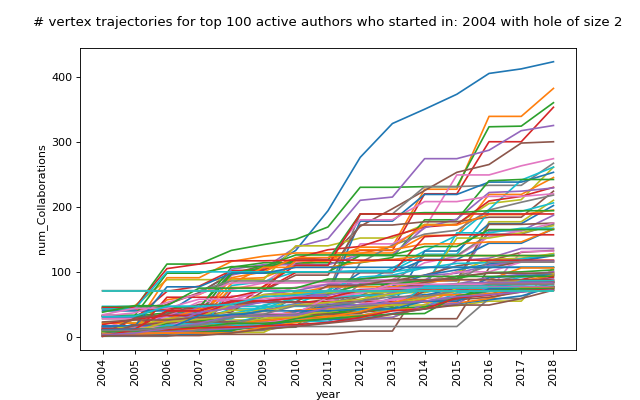 # vertex trajectories for top 100 active authors who started in: 2004 with hole of size 2
400
300
200
100
0
num_Collaborations
2004 2005 2006 2007 2008 2009 2010 2011 2012 2013 2014 2015 2016 2017 2018
year